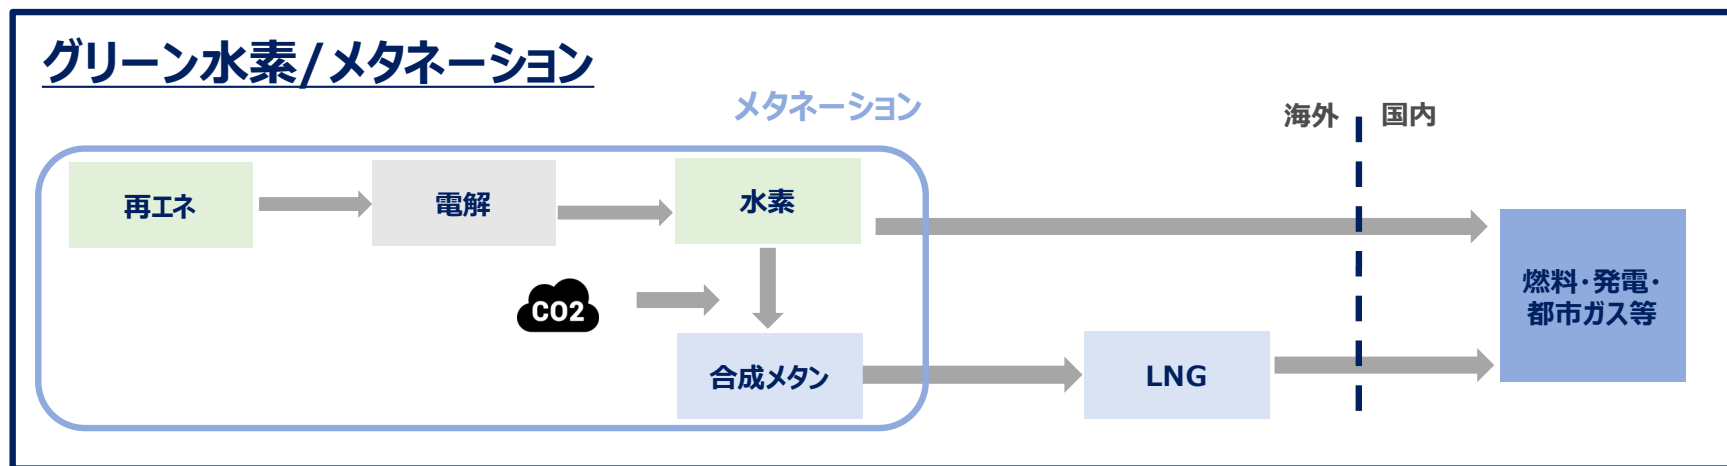 グリーン水素/メタネーション
メタネーション
海外
国内
再エネ
電解
水素
CO2
燃料・発電・
都市ガス等
合成メタン
LNG